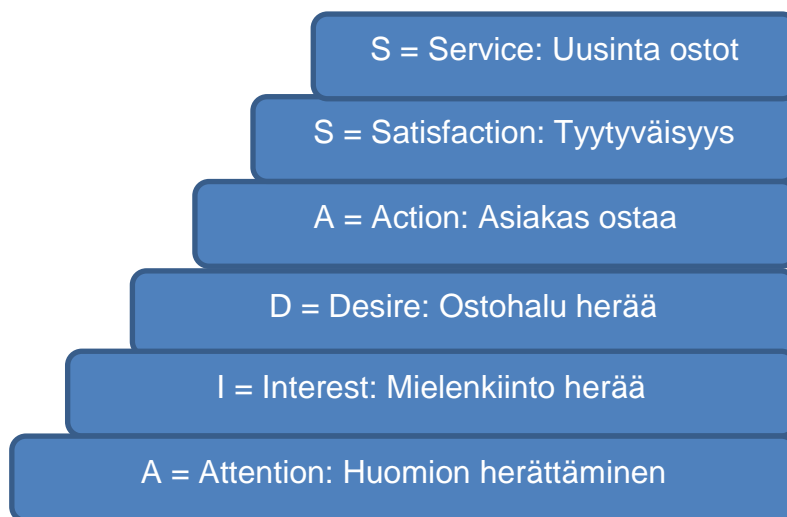 S = Service: Uusinta ostot
S = Satisfaction: Tyytyväisyys
A = Action: Asiakas ostaa
D = Desire: Ostohalu herää
I = Interest: Mielenkiinto herää
A = Attention: Huomion herättäminen